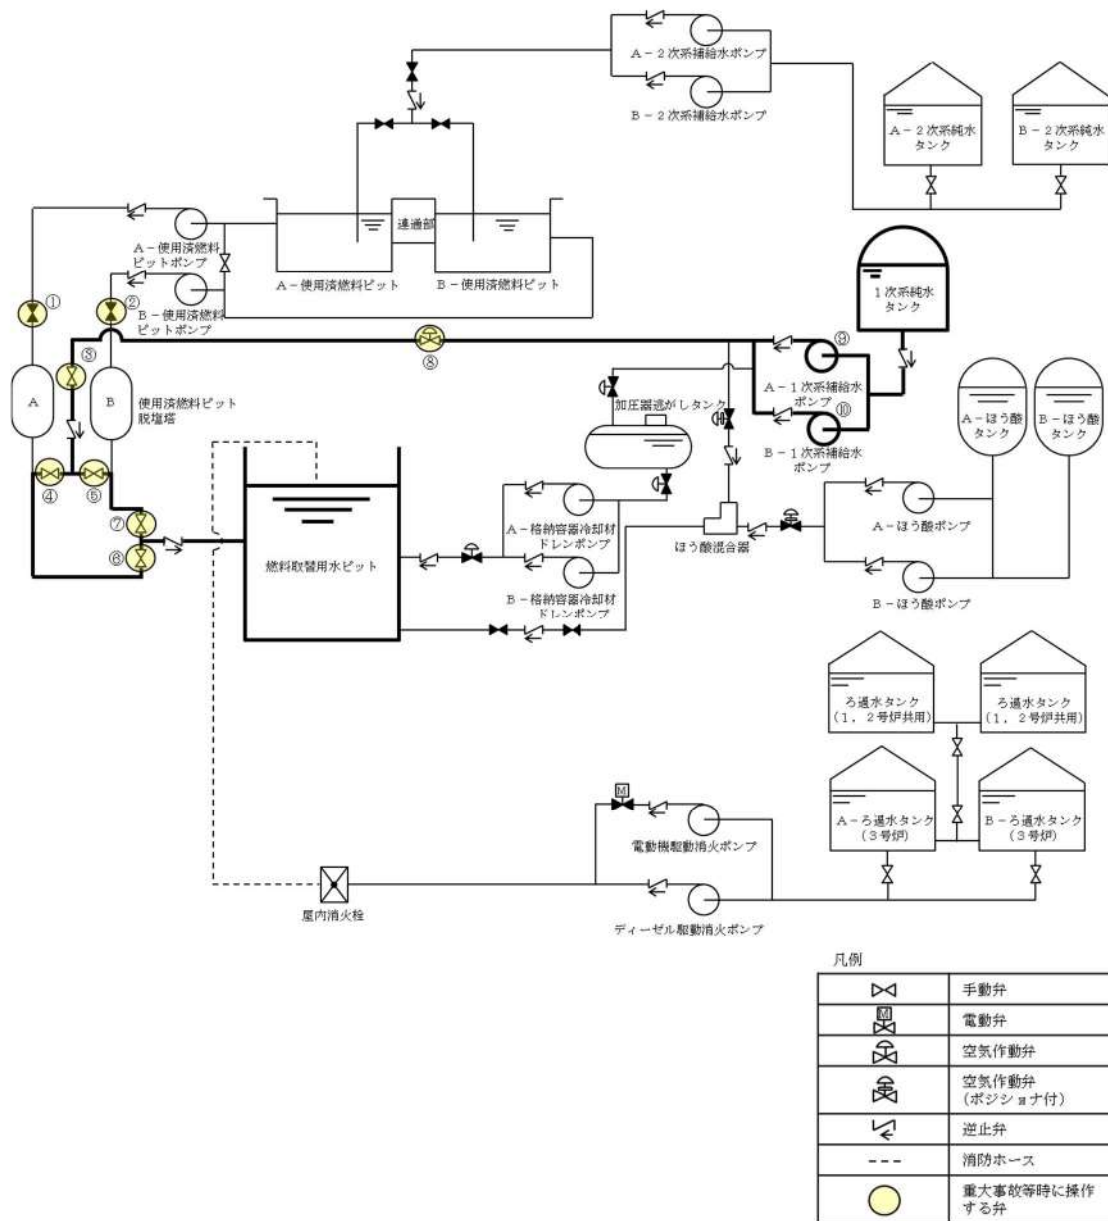 A-2次系補給水ポンプ
B-2次系補給水ポンプ
A-2次系純水
タンク
B-2次系純水
タンク
連通部
A-使用済燃料
ピットポンプ
A-使用済燃料ピット
B-使用済燃料ピット
1次系純水
タンク
①
②
B-使用済燃料
ピットポンプ
③
⑧
⑨
A-1次系補給水
ポンプ
加圧器逃がしタンク
⑩
B-1次系補給水
ポンプ
A-ほう酸
タンク
B-ほう酸
タンク
A
B
使用済燃料ピット
脱塩塔
④
⑤
⑦
⑥
燃料取替用水ピット
A-格納容器冷却材
ドレンポンプ
B-格納容器冷却材
ドレンポンプ
ほう酸混合器
A-ほう酸ポンプ
B-ほう酸ポンプ
ろ過水タンク
(1,2号炉共用)
ろ過水タンク
(1,2号炉共用)
M
電動機駆動消火ポンプ
A-ろ過水タンク
(3号炉)
B-ろ過水タンク
(3号炉)
屋内消火栓
ディーゼル駆動消火ポンプ
凡例
手動弁
M
電動弁
空気作動弁
空気作動弁
(ポジショナ付)
逆止弁
消防ホース
重大事故等時に操作
する弁